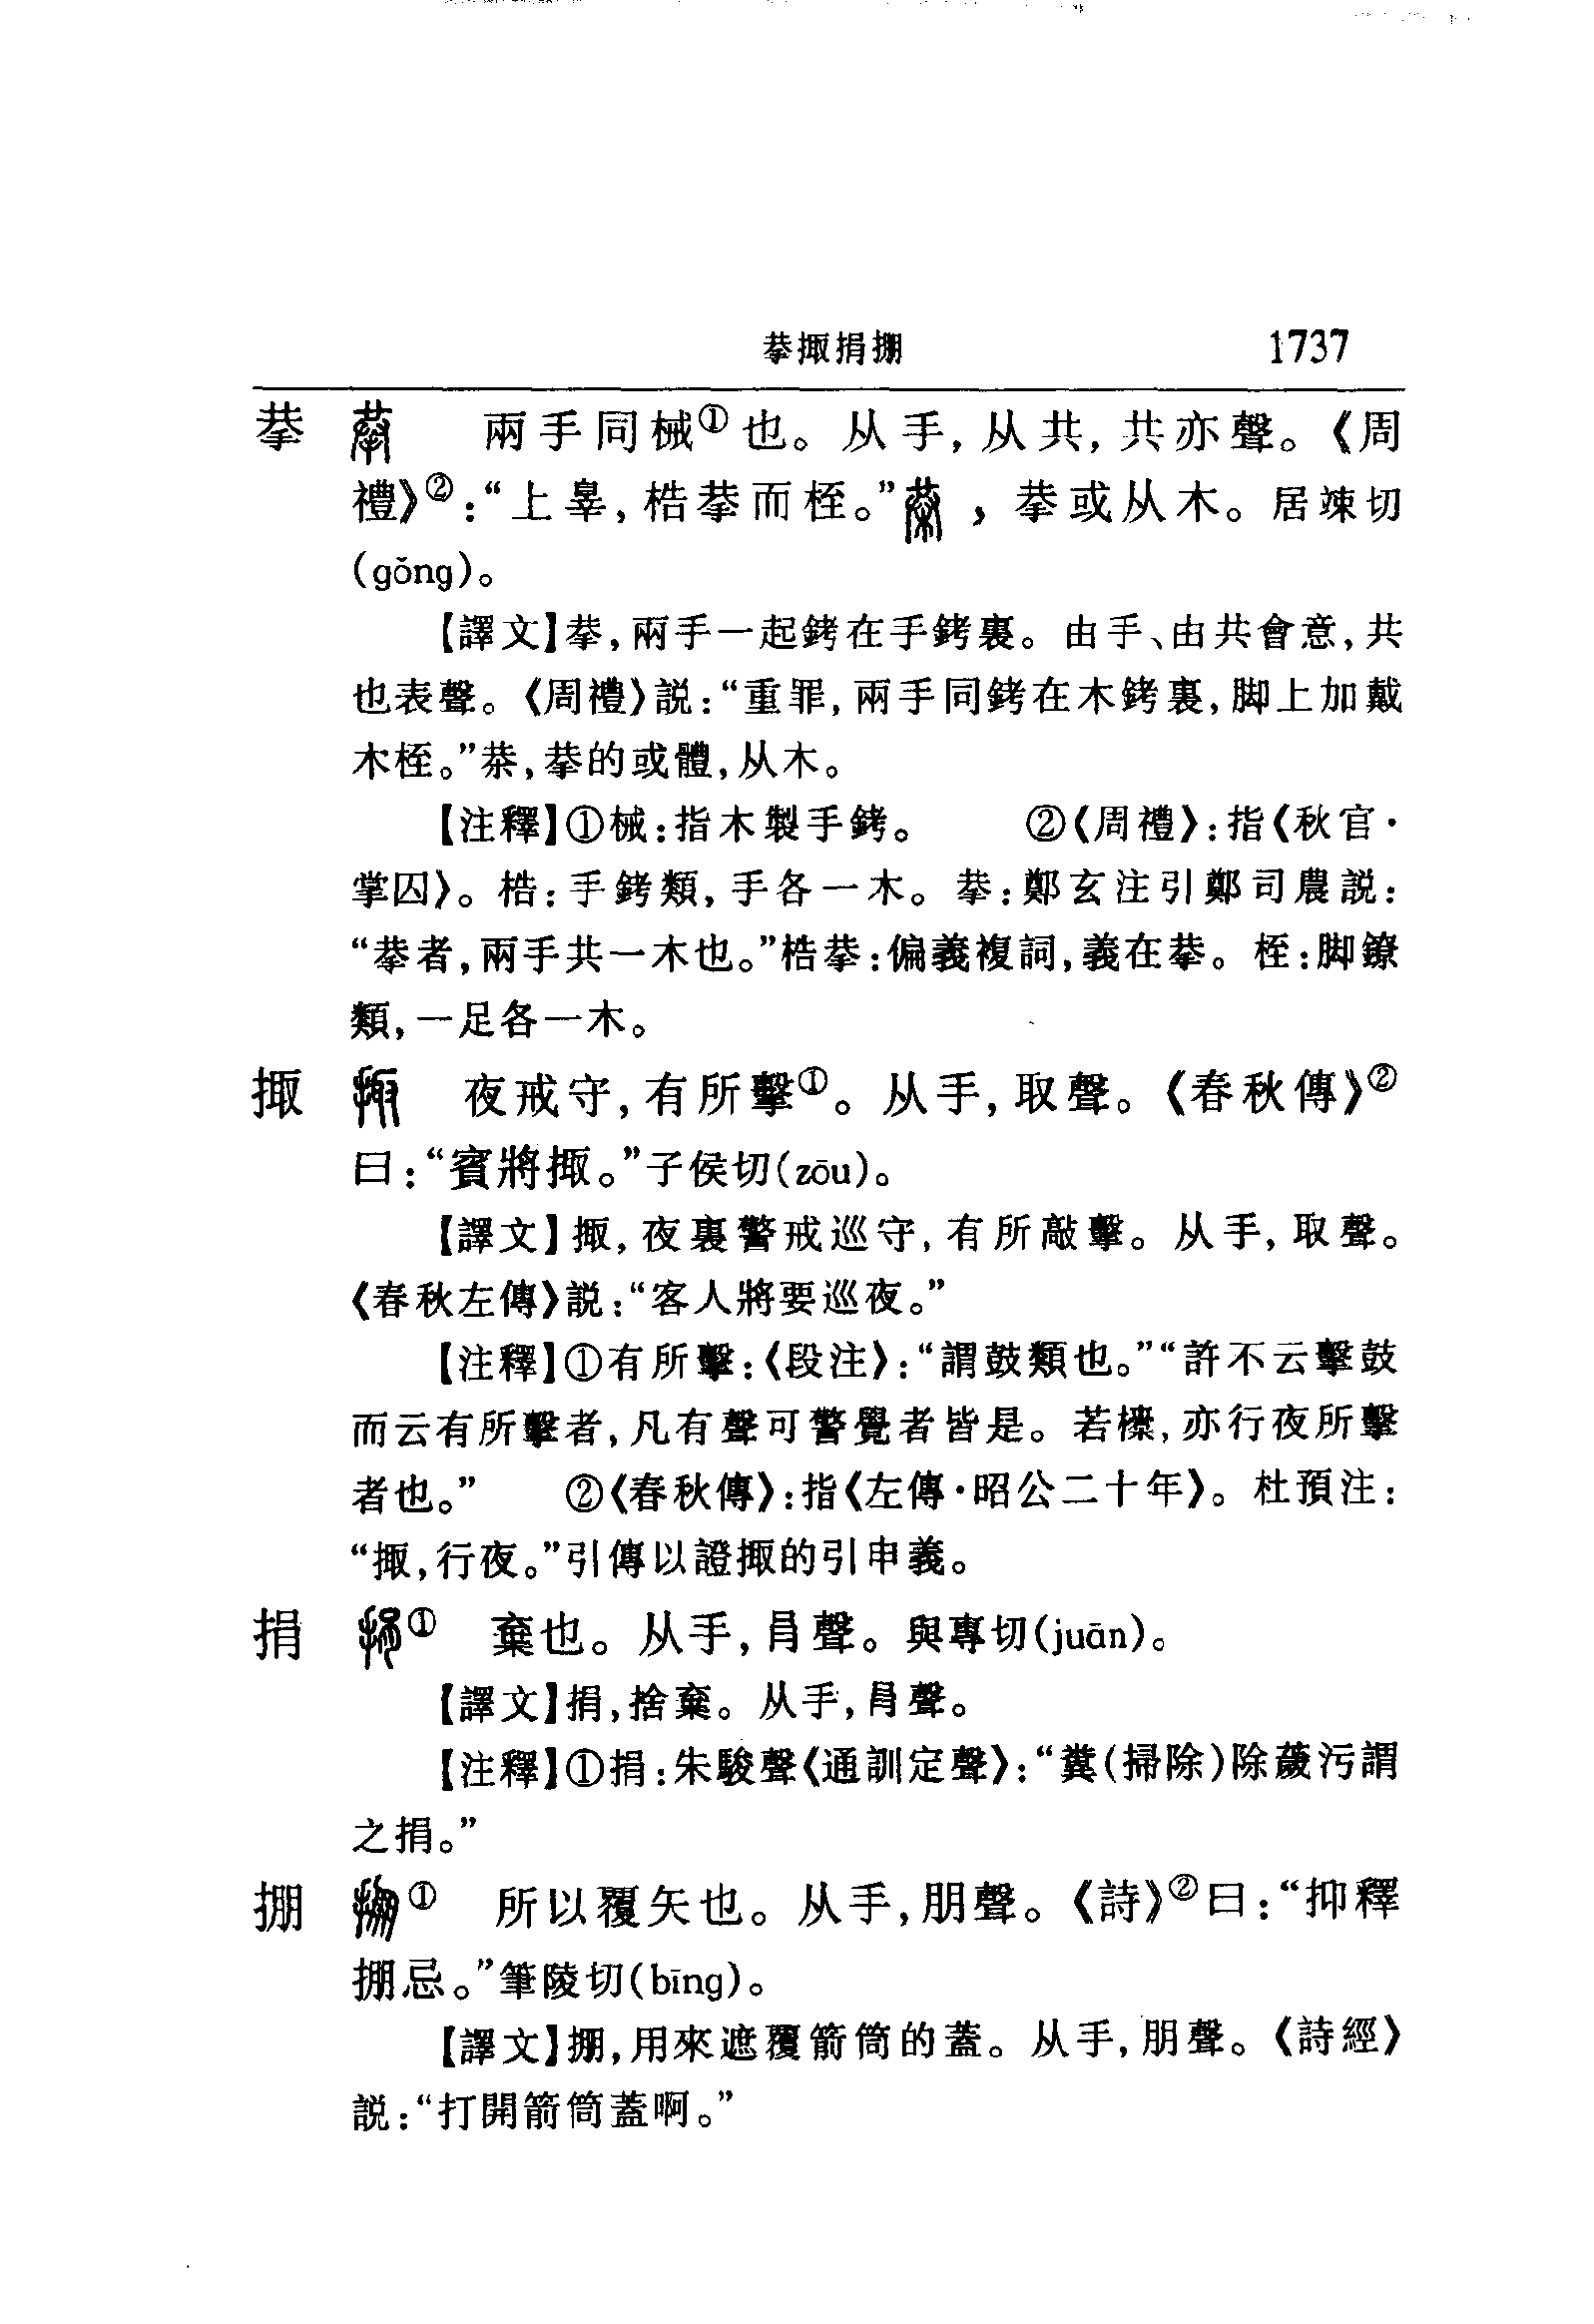 拲掫捐掤 1737
拲 兩手同械①也。从手,从共,共亦聲。《周
禮》②:“上辠,梏拲而桎。” ,拲或从木。居竦切
(gǒng)。
【譯文】拲,兩手一起銬在手銬裏。由手、由共會意,共
也表聲。《周禮》説:“重罪,兩手同銬在木銬裏,脚上加戴
木桎。”㭟,拲的或體,从木。
【注釋】①械:指木製手銬。 ②《周禮》:指《秋官·
掌囚》。梏:手銬類,手各一木。拲:鄭玄注引鄭司農説:
“拲者,兩手共一木也。”梏拲:偏義複詞,義在拲。桎:脚鐐
類,一足各一木。
掫 夜戒守,有所擊①。从手,取聲。《春秋傳》②
曰:“賓將掫。”子侯切(zōu)。
【譯文】掫,夜裏警戒巡守,有所敲擊。从手,取聲。
《春秋左傳》説:“客人將要巡夜。”
【注釋】①有所擊:《段注》:“謂鼓類也。”“許不云擊鼓
而云有所擊者,凡有聲可警覺者皆是。若㯓,亦行夜所擊
者也。” ②《春秋傳》:指《左傳·昭公二十年》。杜預注:
“掫,行夜。”引傳以證掫的引申義。
捐 ① 棄也。从手,肙聲。與專切(juān)。
【譯文】捐,捨棄。从手,肙聲。
【注釋】①捐:朱駿聲《通訓定聲》:“糞(掃除)除薉污謂
之捐。”
掤 ① 所以覆矢也。从手,朋聲。《詩》②曰:“抑釋
掤忌。”筆陵切(bīng)。
【譯文】掤,用來遮覆箭筒的蓋。从手,朋聲。《詩經》
説:“打開箭筒蓋啊。”